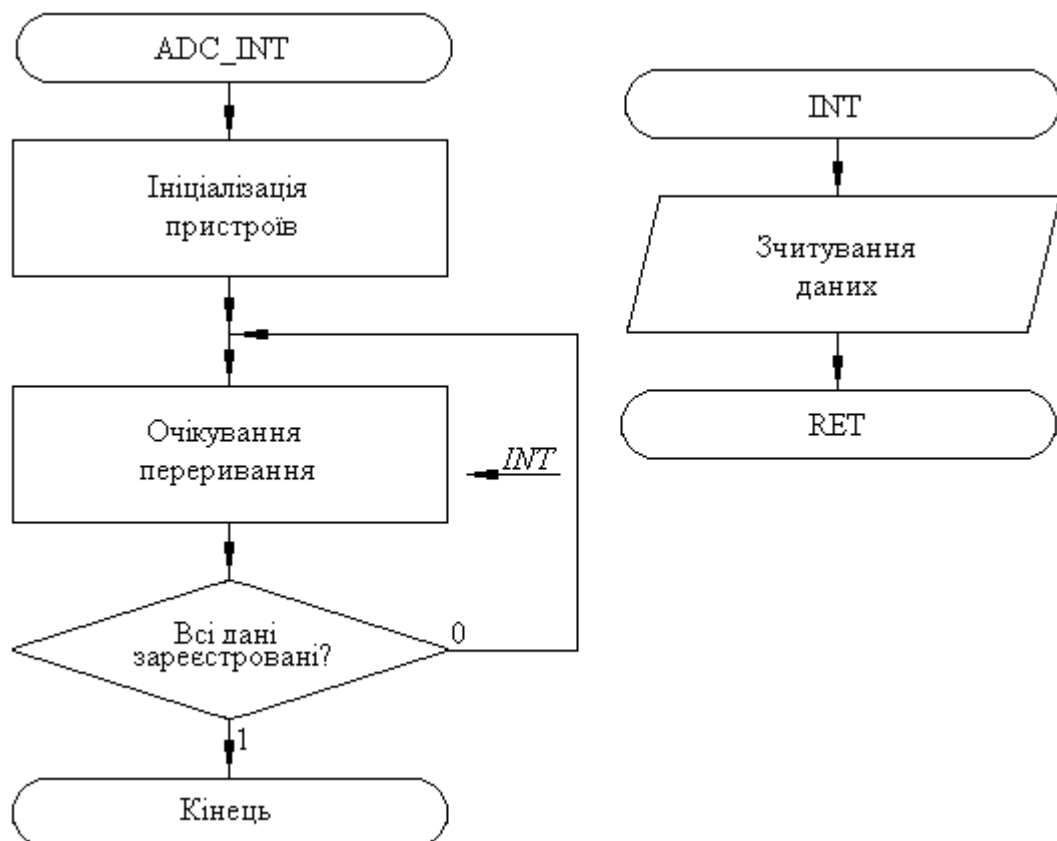 ADC_INT
Ініціалізація
пристроїв
Очікування
переривання
INT
Всі дані
зареєстровані?
0
1
Кінець
INT
Зчитування
даних
RET